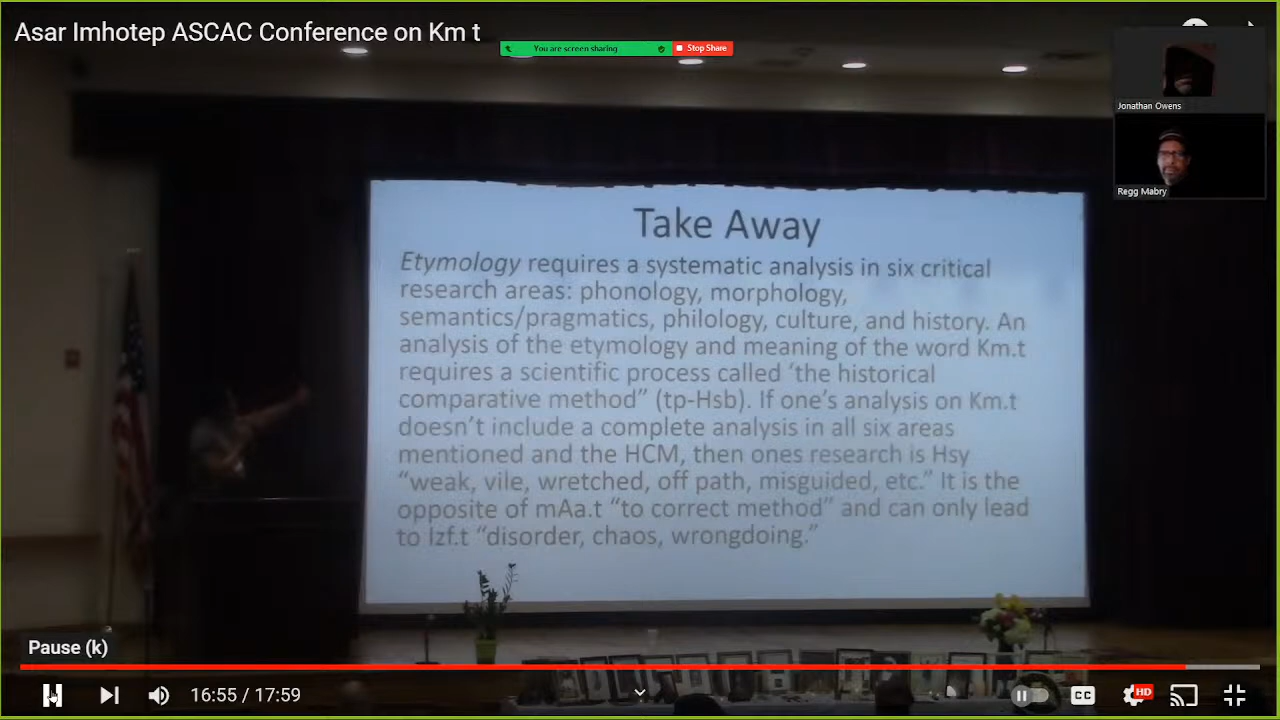 Asar Imhotep ASCAC Conference on Km t
You are screen sharing
Stop Share
Jonathan Owens
Regg Mabry
Take Away
Etymology requires a systematic analysis in six critical
research areas: phonology, morphology,
semantics/pragmatics, philology, culture, and history. An
analysis of the etymology and meaning of the word Km.t
requires a scientific process called ‘the historical
comparative method” (tp-Hsb). If one’s analysis on Km.t
doesn’t include a complete analysis in all six areas
mentioned and the HCM, then ones research is Hsy
“weak, vile, wretched, off path, misguided, etc.” It is the
opposite of mAa.t “to correct method” and can only lead
to Izf.t “disorder, chaos, wrongdoing.”
Pause (k)
16:55 / 17:59
CC
HD